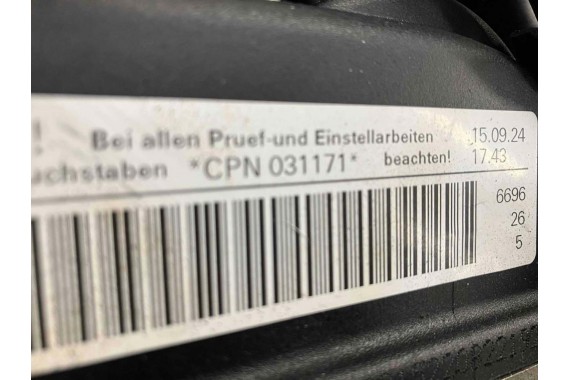 ! Bei allen Pruef-und Einstellarbeiten 15.09.24
uchstaben *CPN 031171* beachten! 17.43
6696
26
5